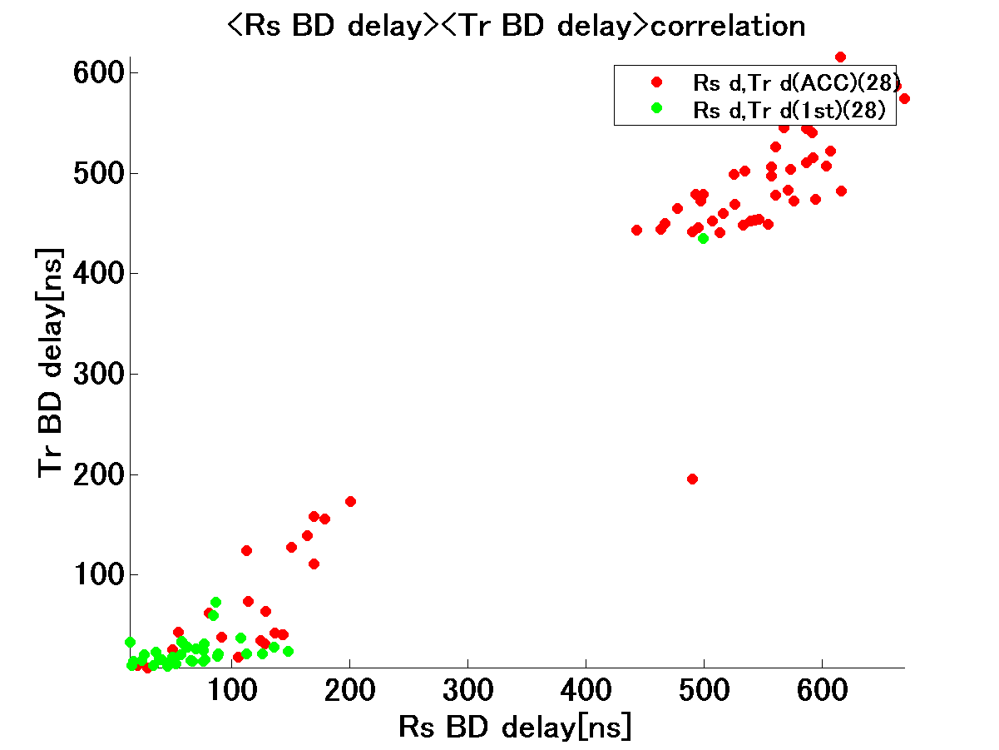 <Rs BD delay><Tr BD delay>correlation
600
500
400
300
200
100
Tr BD delay[ns]
Rs d,Tr d(ACC)(28)
Rs d,Tr d(1st)(28)
100 200 300 400 500 600
Rs BD delay[ns]